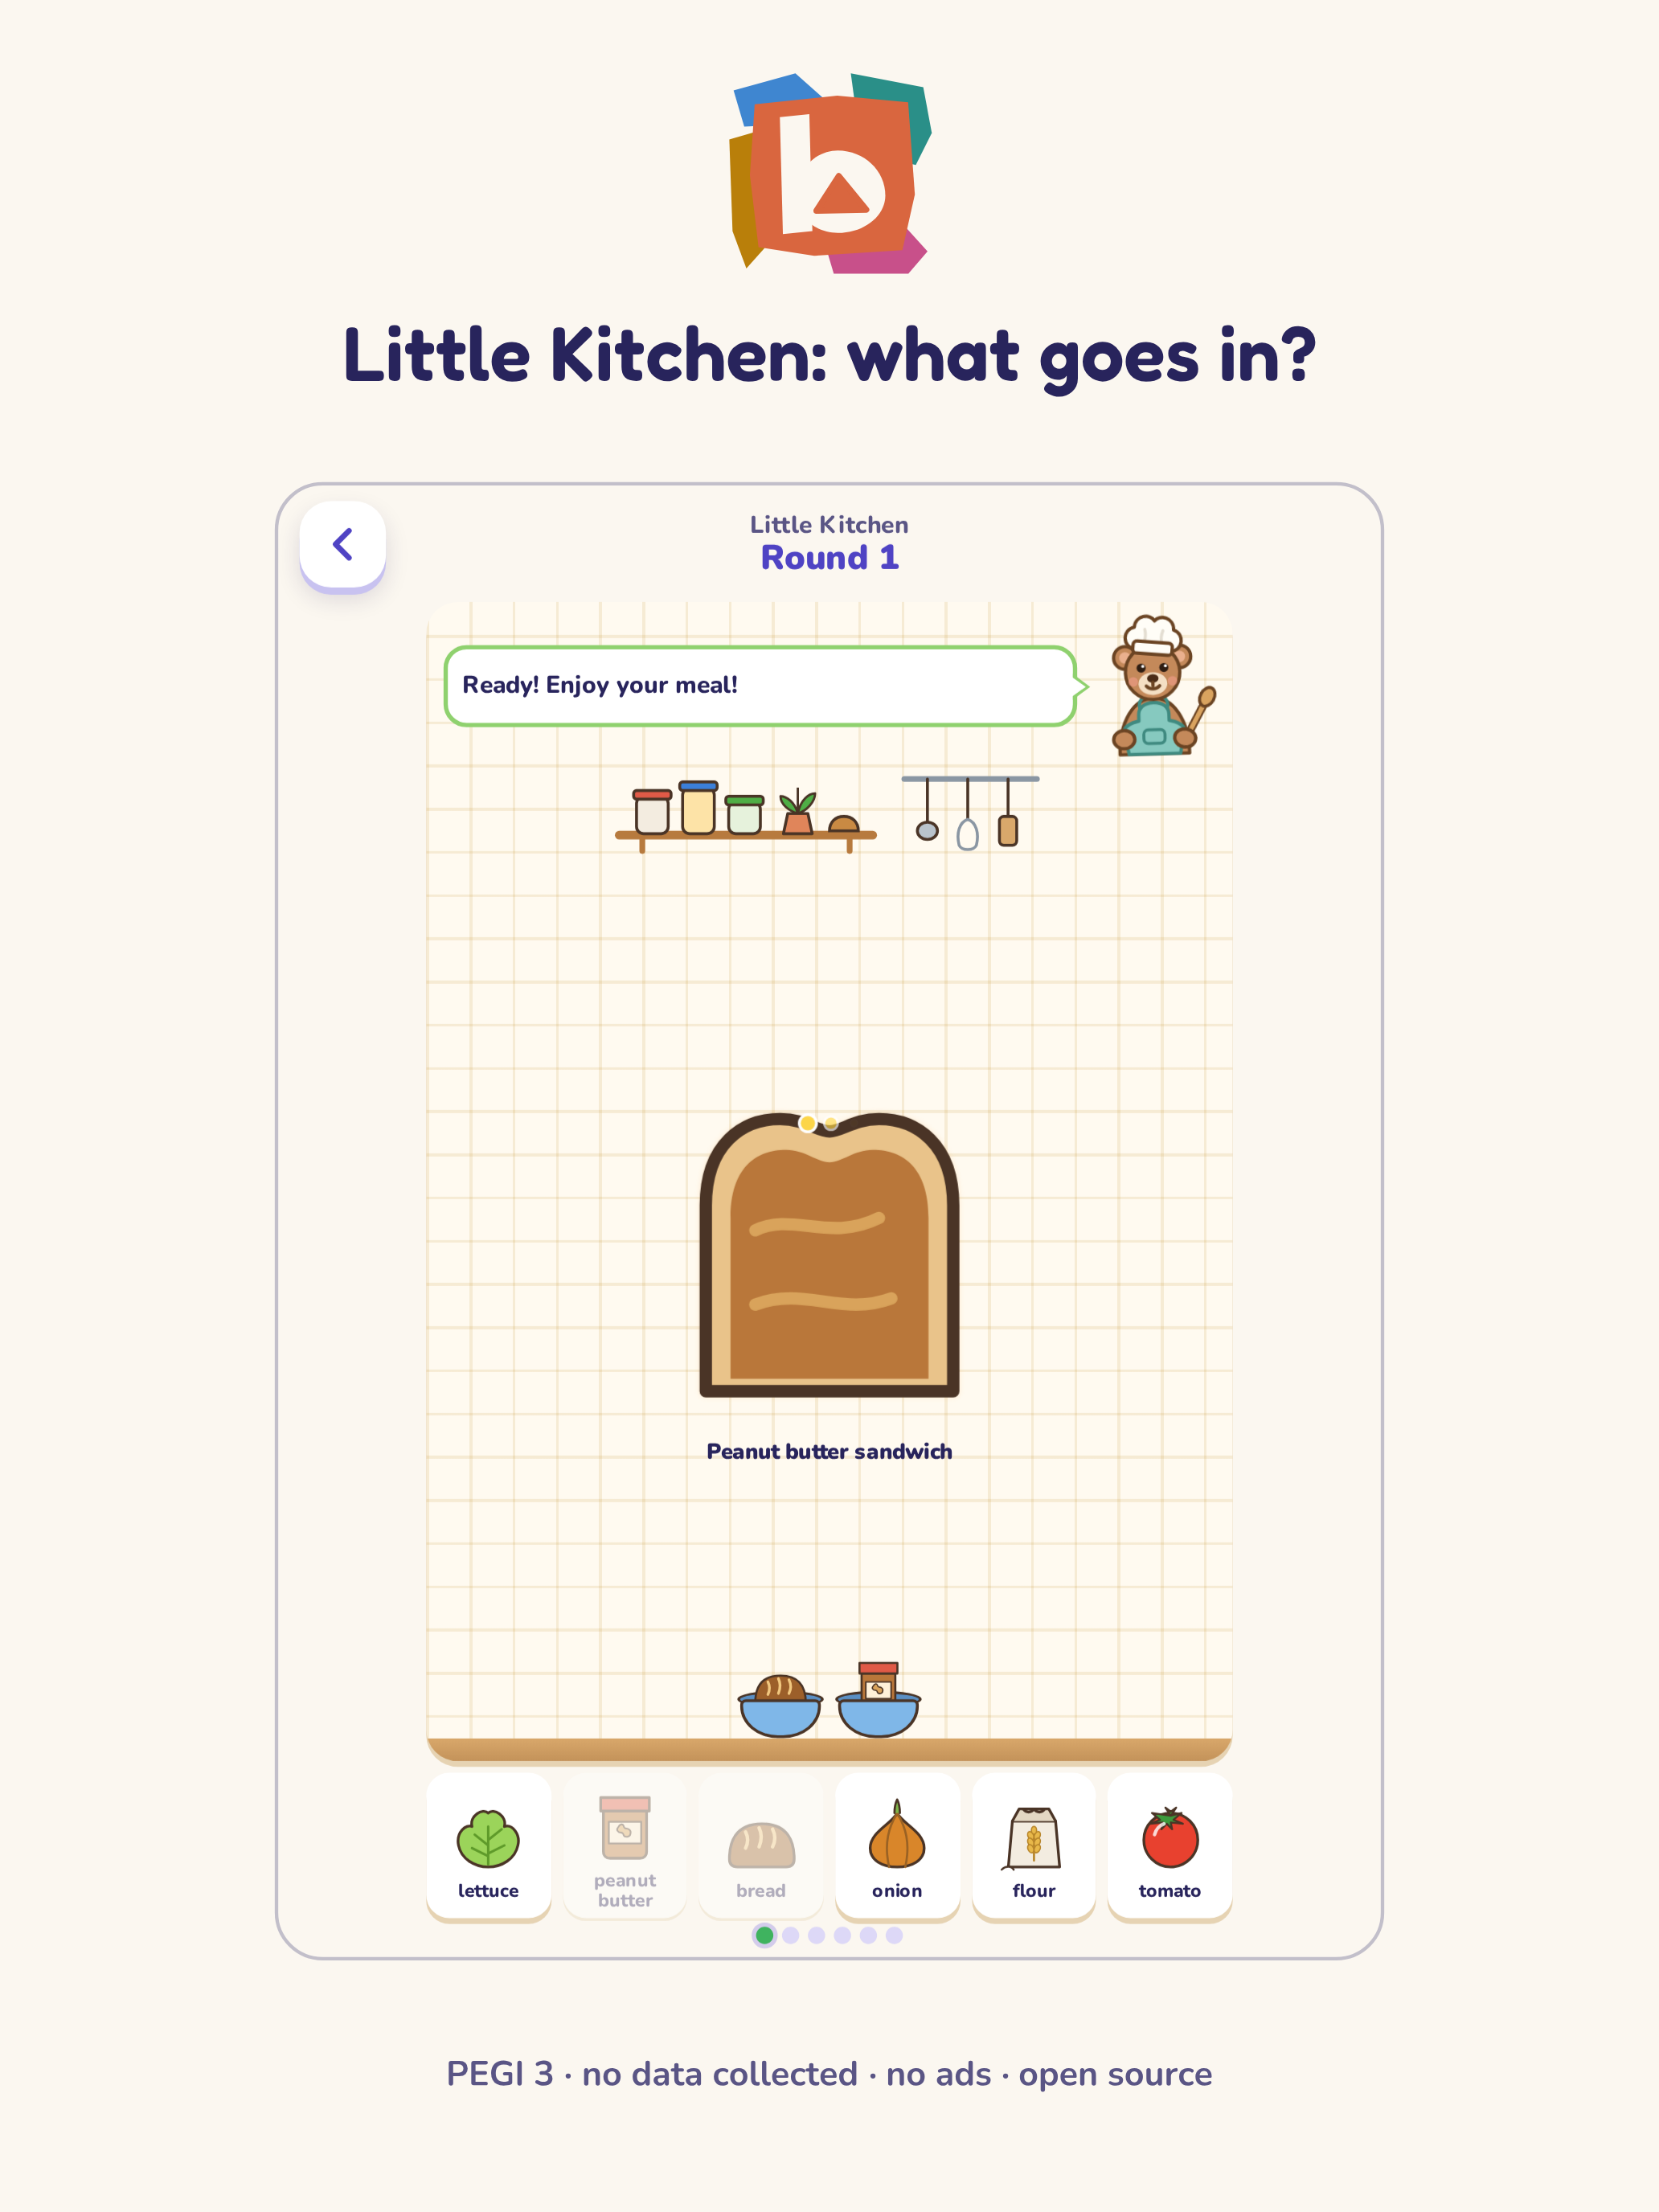 b
Little Kitchen: what goes in?
Little Kitchen
Round 1
Ready! Enjoy your meal!
Peanut butter sandwich
lettuce
peanut
butter
bread
onion
flour
tomato
PEGI 3 · no data collected · no ads · open source